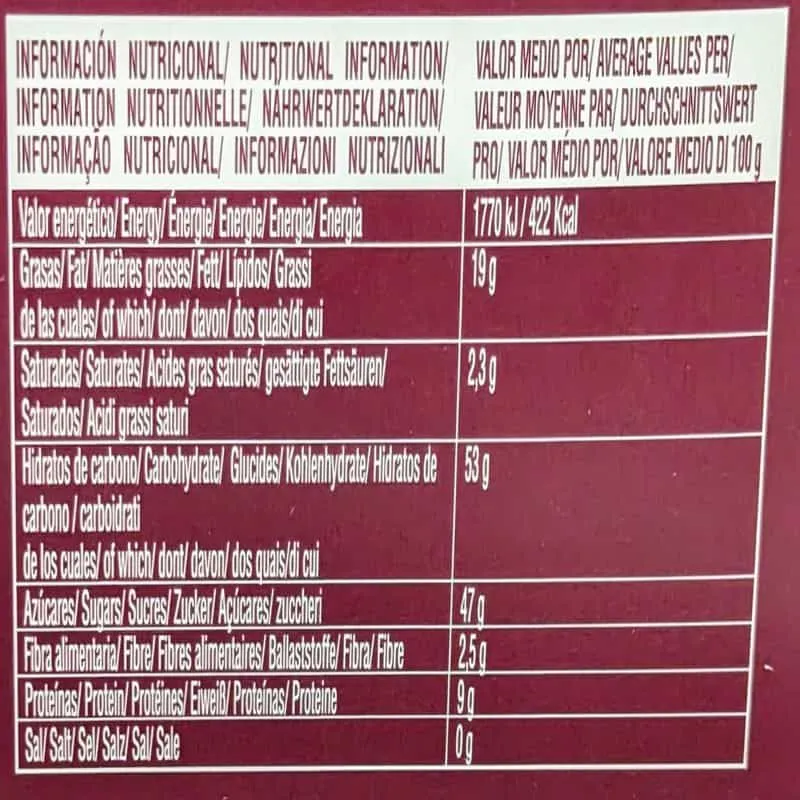 INFORMACIÓN NUTRICIONAL/ NUTRITIONAL INFORMATION/
INFORMATION NUTRITIONNELLE/ NAHRWERTDEKLARATION/
INFORMAÇÃO NUTRICIONAL/ INFORMAZIONI NUTRIZIONALI
VALOR MEDIO POR/ AVERAGE VALUES PER/
VALEUR MOYENNE PAR/ DURCHSCHNITTSWERT
PRO/ VALOR MÉDIO POR/ VALORE MEDIO DI 100 g
Valor energético/ Energy/ Énergie/ Energie/ Energia/ Energia 1770 kJ / 422 Kcal
Grasas/ Fat/ Matières grasses/ Fett/ Lípidos/ Grassi 19 g
de las cuales/ of which/ dont/ davon/ dos quais/di cui
Saturadas/ Saturates/ Acides gras saturés/ gesättigte Fettsäuren/ 2,3 g
Saturados/ Acidi grassi saturi
Hidratos de carbono/ Carbohydrate/ Glucides/ Kohlenhydrate/ Hidratos de 53 g
carbono / carboidrati
de los cuales/ of which/ dont/ davon/ dos quais/di cui
Azúcares/ Sugars/ Sucres/ Zucker/ Açúcares/ zuccheri 47 g
Fibra alimentaria/ Fibre/ Fibres alimentaires/ Ballaststoffe/ Fibra/ Fibre 2,5 g
Proteínas/ Protein/ Protéines/ Eiweiß/ Proteínas/ Proteine 9 g
Sal/ Salt/ Sel/ Salz/ Sal/ Sale 0 g